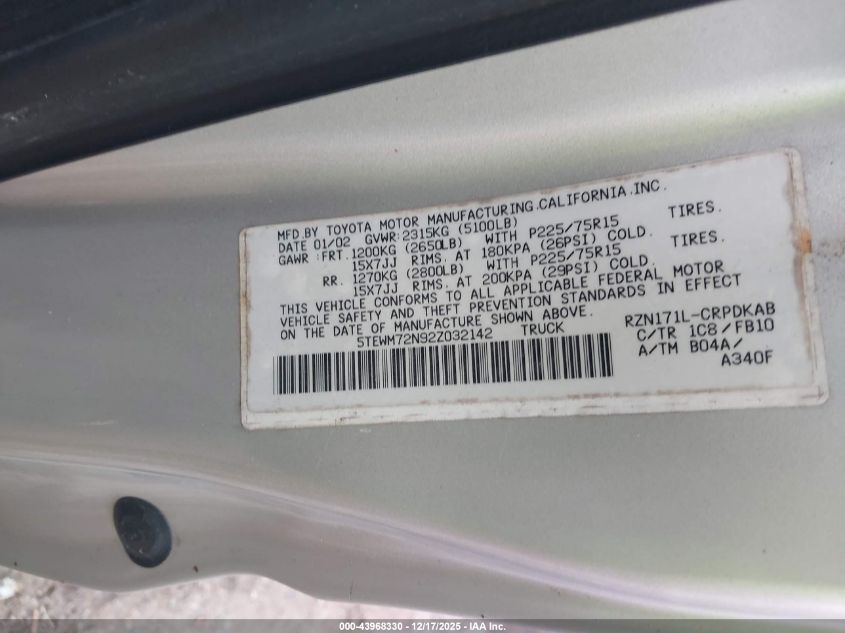 MFD.BY TOYOTA MOTOR MANUFACTURING.CALIFORNIA.INC.
DATE 01/02 GVWR:2315KG (5100LB)
GAWR:FRT.1200KG (2650LB) WITH P225/75R15 TIRES.
15X7JJ RIMS. AT 180KPA (26PSI) COLD.
RR. 1270KG (2800LB) WITH P225/75R15 TIRES.
15X7JJ RIMS. AT 200KPA (29PSI) COLD.
THIS VEHICLE CONFORMS TO ALL APPLICABLE FEDERAL MOTOR
VEHICLE SAFETY AND THEFT PREVENTION STANDARDS IN EFFECT
ON THE DATE OF MANUFACTURE SHOWN ABOVE.
5TEWM72N92Z032142 TRUCK
RZN171L-CRPDKAB
C/TR 1C8/FB10
A/TM B04A/
A340F
000-43968330 - 12/17/2025 - IAA Inc.